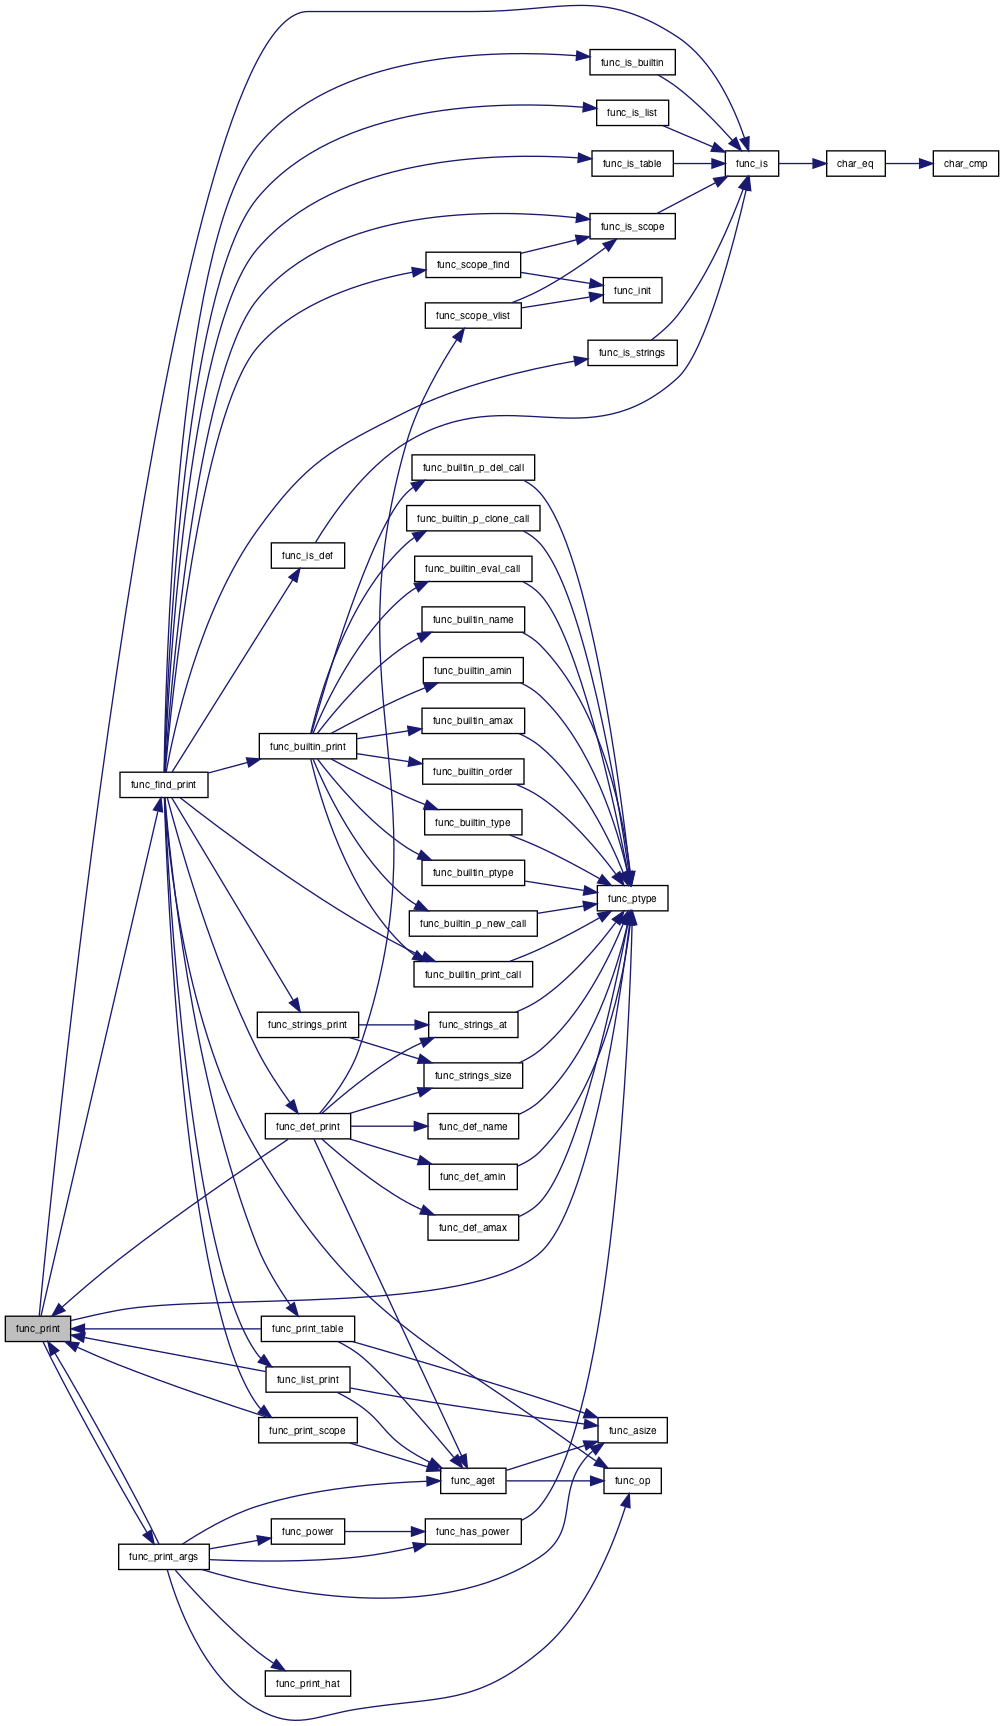 func_is_builtin
func_is_list
func_is_table
func_is
char_eq
char_cmp
func_is_scope
func_scope_find
func_init
func_scope_vlist
func_is_strings
func_builtin_p_del_call
func_builtin_p_clone_call
func_is_def
func_builtin_eval_call
func_builtin_name
func_builtin_amin
func_builtin_amax
func_builtin_print
func_builtin_order
func_find_print
func_builtin_type
func_builtin_ptype
func_ptype
func_builtin_p_new_call
func_builtin_print_call
func_strings_print
func_strings_at
func_strings_size
func_def_print
func_def_name
func_def_amin
func_def_amax
func_print
func_print_table
func_list_print
func_print_scope
func_asize
func_aget
func_op
func_power
func_has_power
func_print_args
func_print_hat